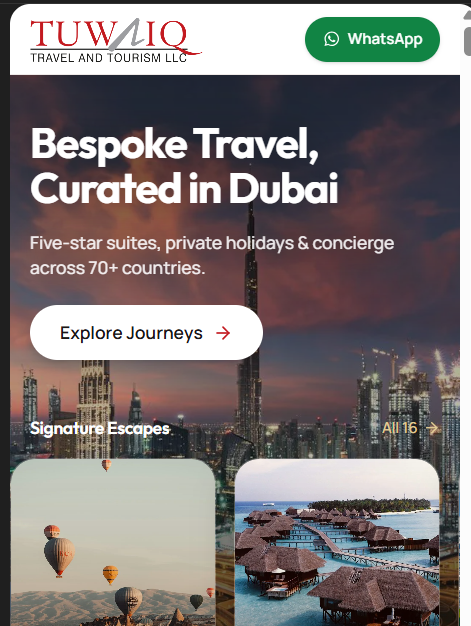 TUWAIQ
TRAVEL AND TOURISM LLC
WhatsApp
Bespoke Travel,
Curated in Dubai
Five-star suites, private holidays & concierge
across 70+ countries.
Explore Journeys →
Signature Escapes
All 16 →